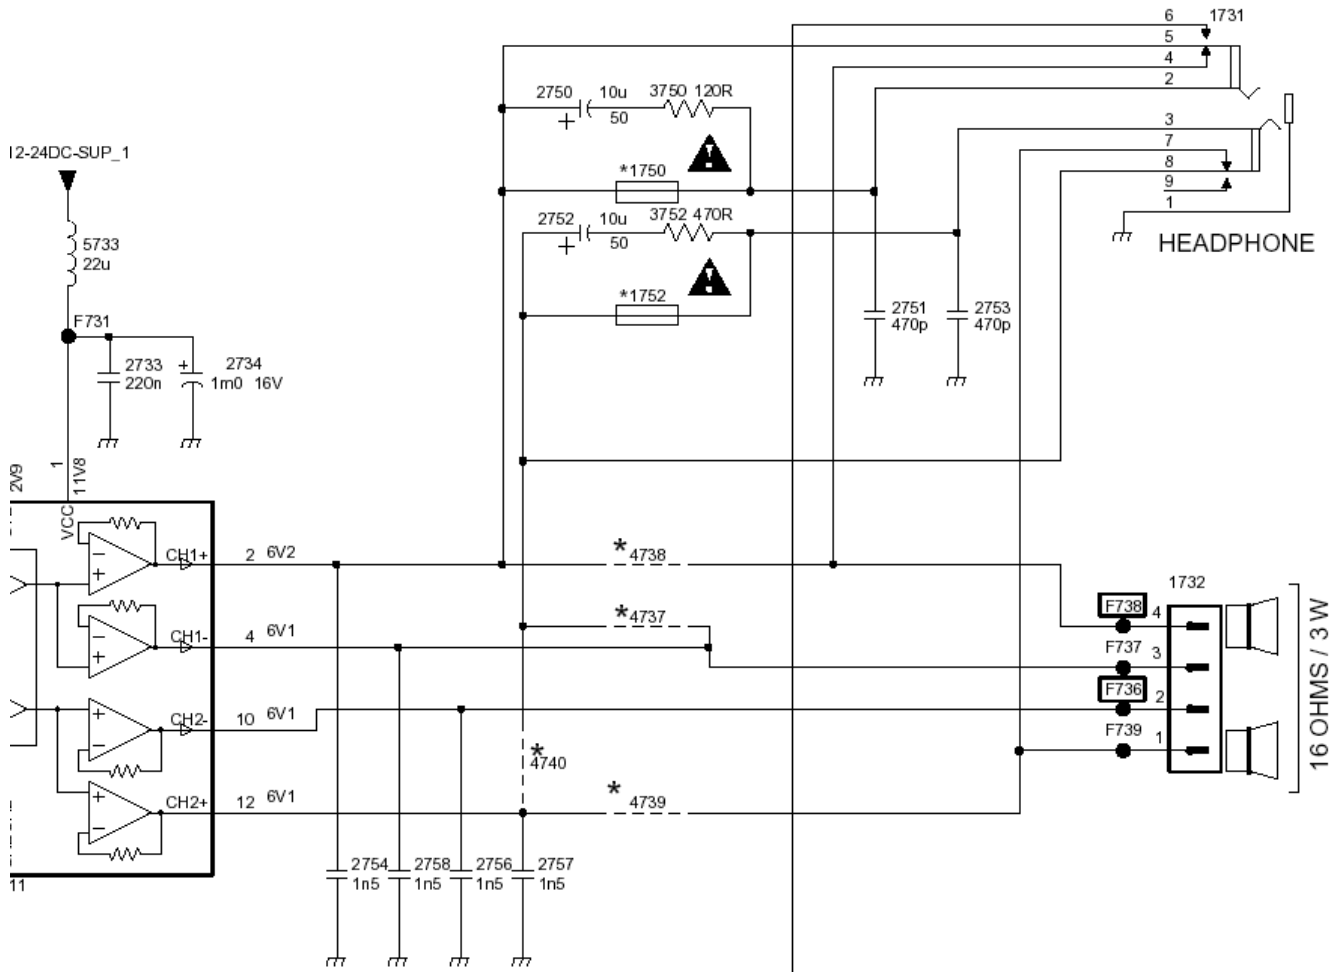 6 1731
5
4
2750 10u 3750 120R
2
+ 50
3
12-24DC-SUP_1
7
*1750
8
9
2752 10u 3752 470R
1
+ 50
HEADPHONE
5733
22u
*1752
2751 2753
470p 470p
F731
2733 + 2734
220n 1m0 16V
2V9
1
11V8
VCC
CH1+ 2 6V2
* 4738
1732
F738 4
* 4737
CH1- 4 6V1
F737 3
F736 2
CH2- 10 6V1
F739 1
16 OHMS / 3 W
* 4740
CH2+ 12 6V1
* 4739
2754 2758 2756 2757
1n5 1n5 1n5 1n5
11